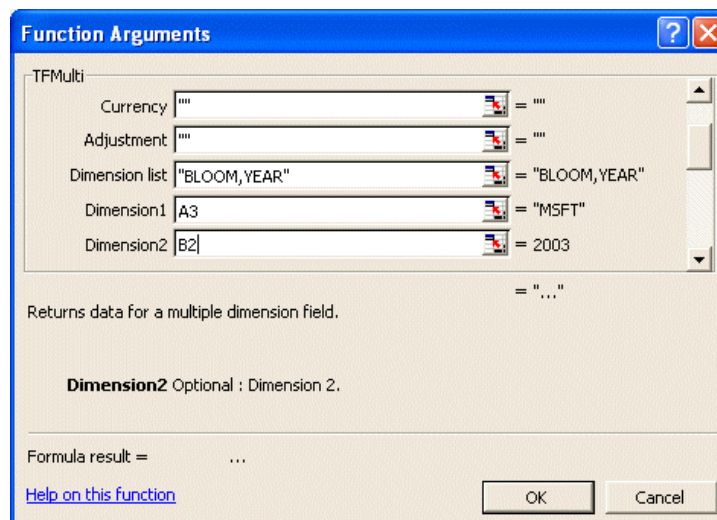 Function Arguments
TFMulti
Currency "" = ""
Adjustment "" = ""
Dimension list "BLOOM,YEAR" = "BLOOM,YEAR"
Dimension1 A3 = "MSFT"
Dimension2 B2 = 2003
= "..."
Returns data for a multiple dimension field.
Dimension2 Optional : Dimension 2.
Formula result = ...
Help on this function OK Cancel